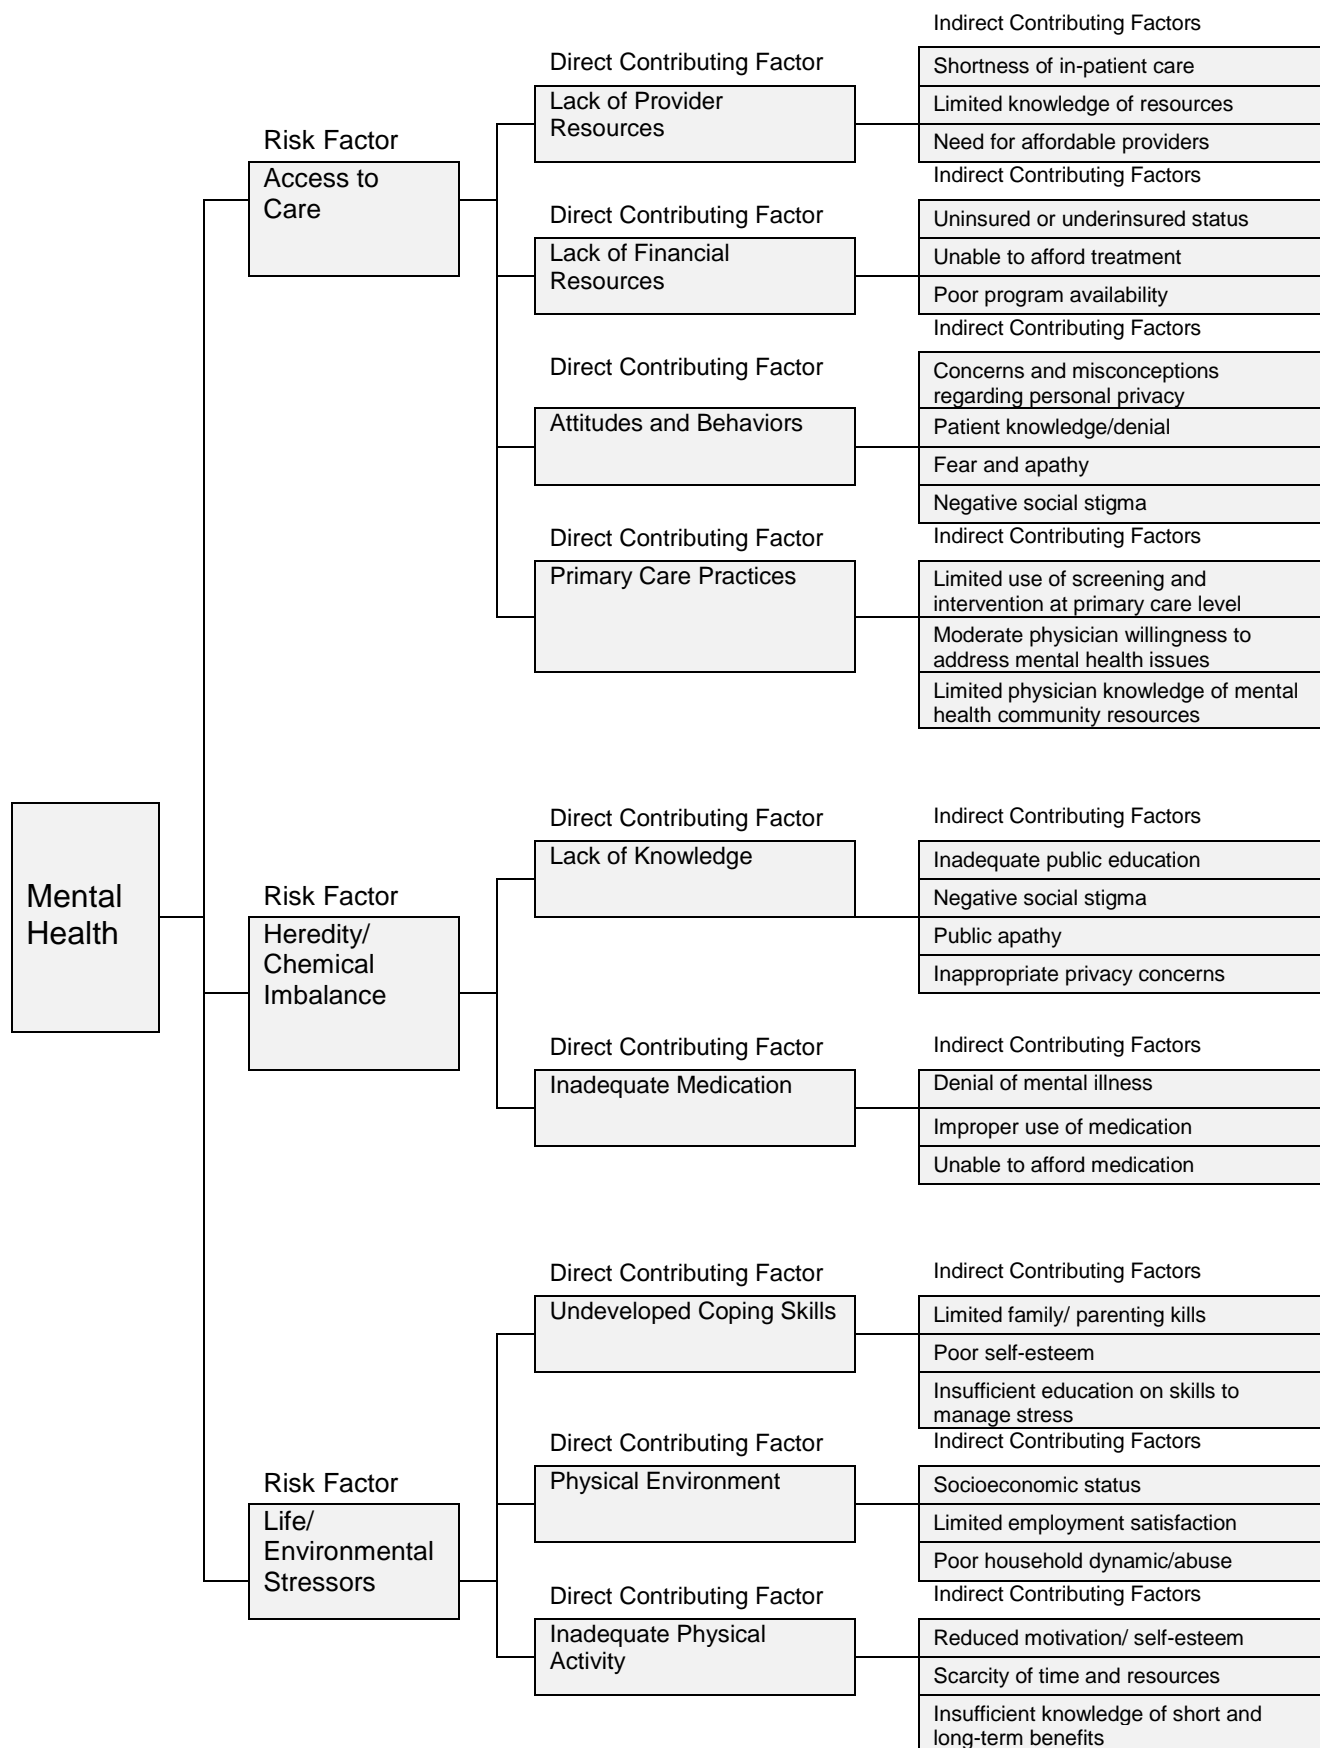 Mental
Health
Risk Factor
Access to
Care
Direct Contributing Factor
Lack of Provider
Resources
Indirect Contributing Factors
Shortness of in-patient care
Limited knowledge of resources
Need for affordable providers
Direct Contributing Factor
Lack of Financial
Resources
Indirect Contributing Factors
Uninsured or underinsured status
Unable to afford treatment
Poor program availability
Direct Contributing Factor
Attitudes and Behaviors
Indirect Contributing Factors
Concerns and misconceptions
regarding personal privacy
Patient knowledge/denial
Fear and apathy
Negative social stigma
Direct Contributing Factor
Primary Care Practices
Indirect Contributing Factors
Limited use of screening and
intervention at primary care level
Moderate physician willingness to
address mental health issues
Limited physician knowledge of mental
health community resources
Risk Factor
Heredity/
Chemical
Imbalance
Direct Contributing Factor
Lack of Knowledge
Indirect Contributing Factors
Inadequate public education
Negative social stigma
Public apathy
Inappropriate privacy concerns
Direct Contributing Factor
Inadequate Medication
Indirect Contributing Factors
Denial of mental illness
Improper use of medication
Unable to afford medication
Risk Factor
Life/
Environmental
Stressors
Direct Contributing Factor
Undeveloped Coping Skills
Indirect Contributing Factors
Limited family/ parenting kills
Poor self-esteem
Insufficient education on skills to
manage stress
Direct Contributing Factor
Physical Environment
Indirect Contributing Factors
Socioeconomic status
Limited employment satisfaction
Poor household dynamic/abuse
Direct Contributing Factor
Inadequate Physical
Activity
Indirect Contributing Factors
Reduced motivation/ self-esteem
Scarcity of time and resources
Insufficient knowledge of short and
long-term benefits